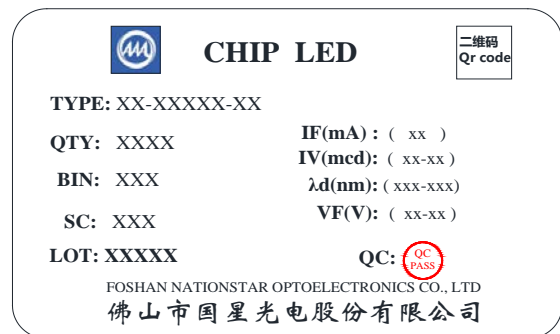 CHIP LED
二维码
Qr code
TYPE: XX-XXXXX-XX
QTY: XXXX
IF(mA) : ( xx )
IV(mcd): ( xx-xx )
BIN: XXX
λd(nm): ( xxx-xxx)
VF(V): ( xx-xx )
SC: XXX
LOT: XXXXX
QC:
QC
PASS
FOSHAN NATIONSTAR OPTOELECTRONICS CO., LTD
佛山市国星光电股份有限公司